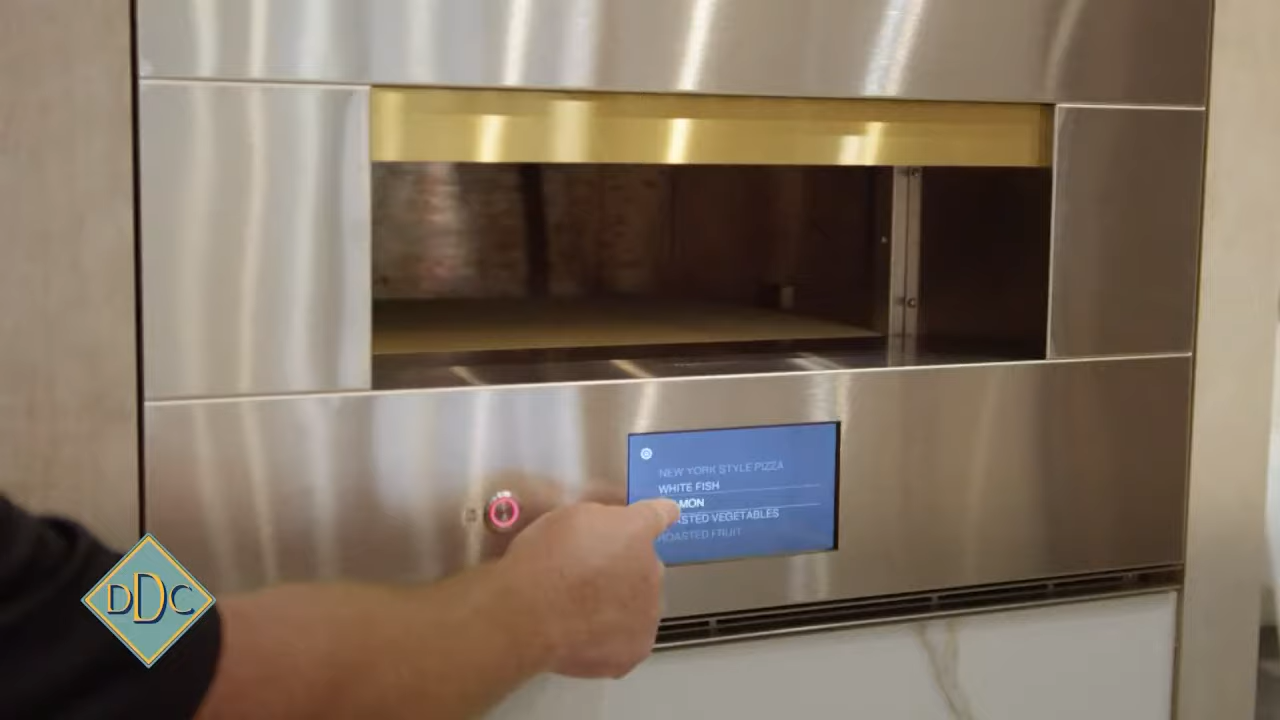 NEW YORK STYLE PIZZA
WHITE FISH
MON
ASTED VEGETABLES
ROASTED FRUIT
DDC